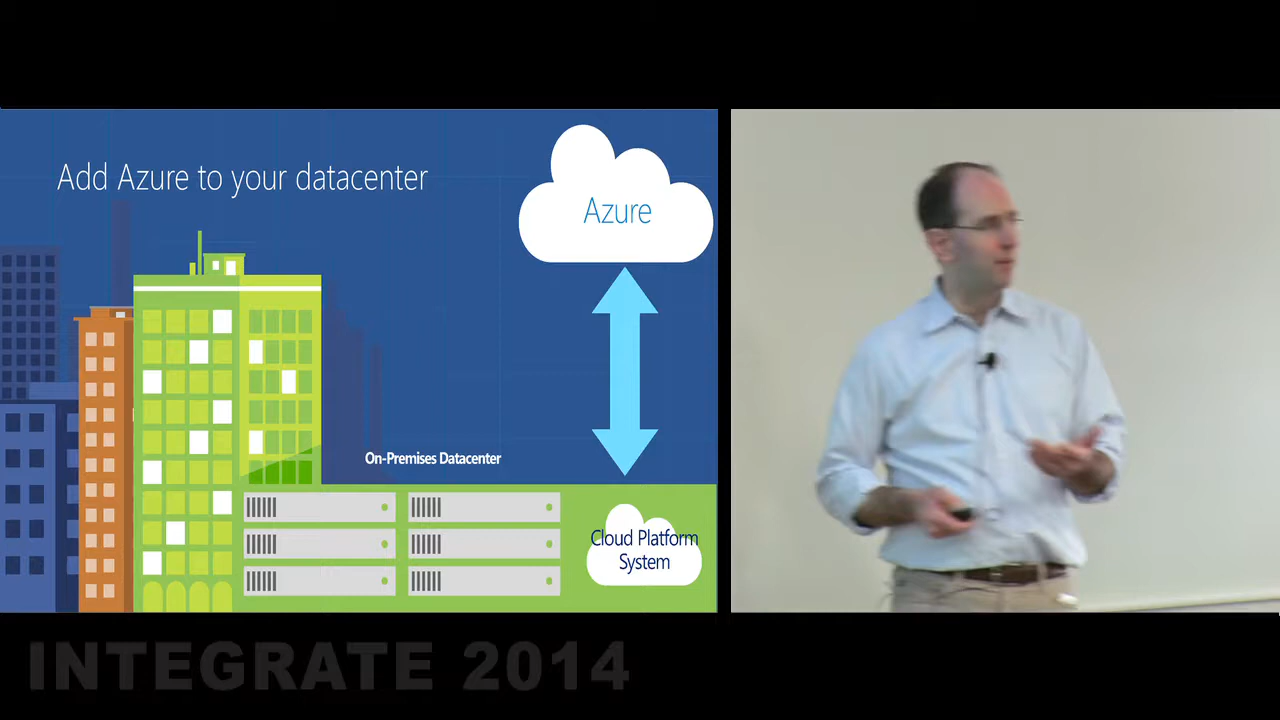 Add Azure to your datacenter
Azure
On-Premises Datacenter
Cloud Platform
System
INTEGRATE 2014